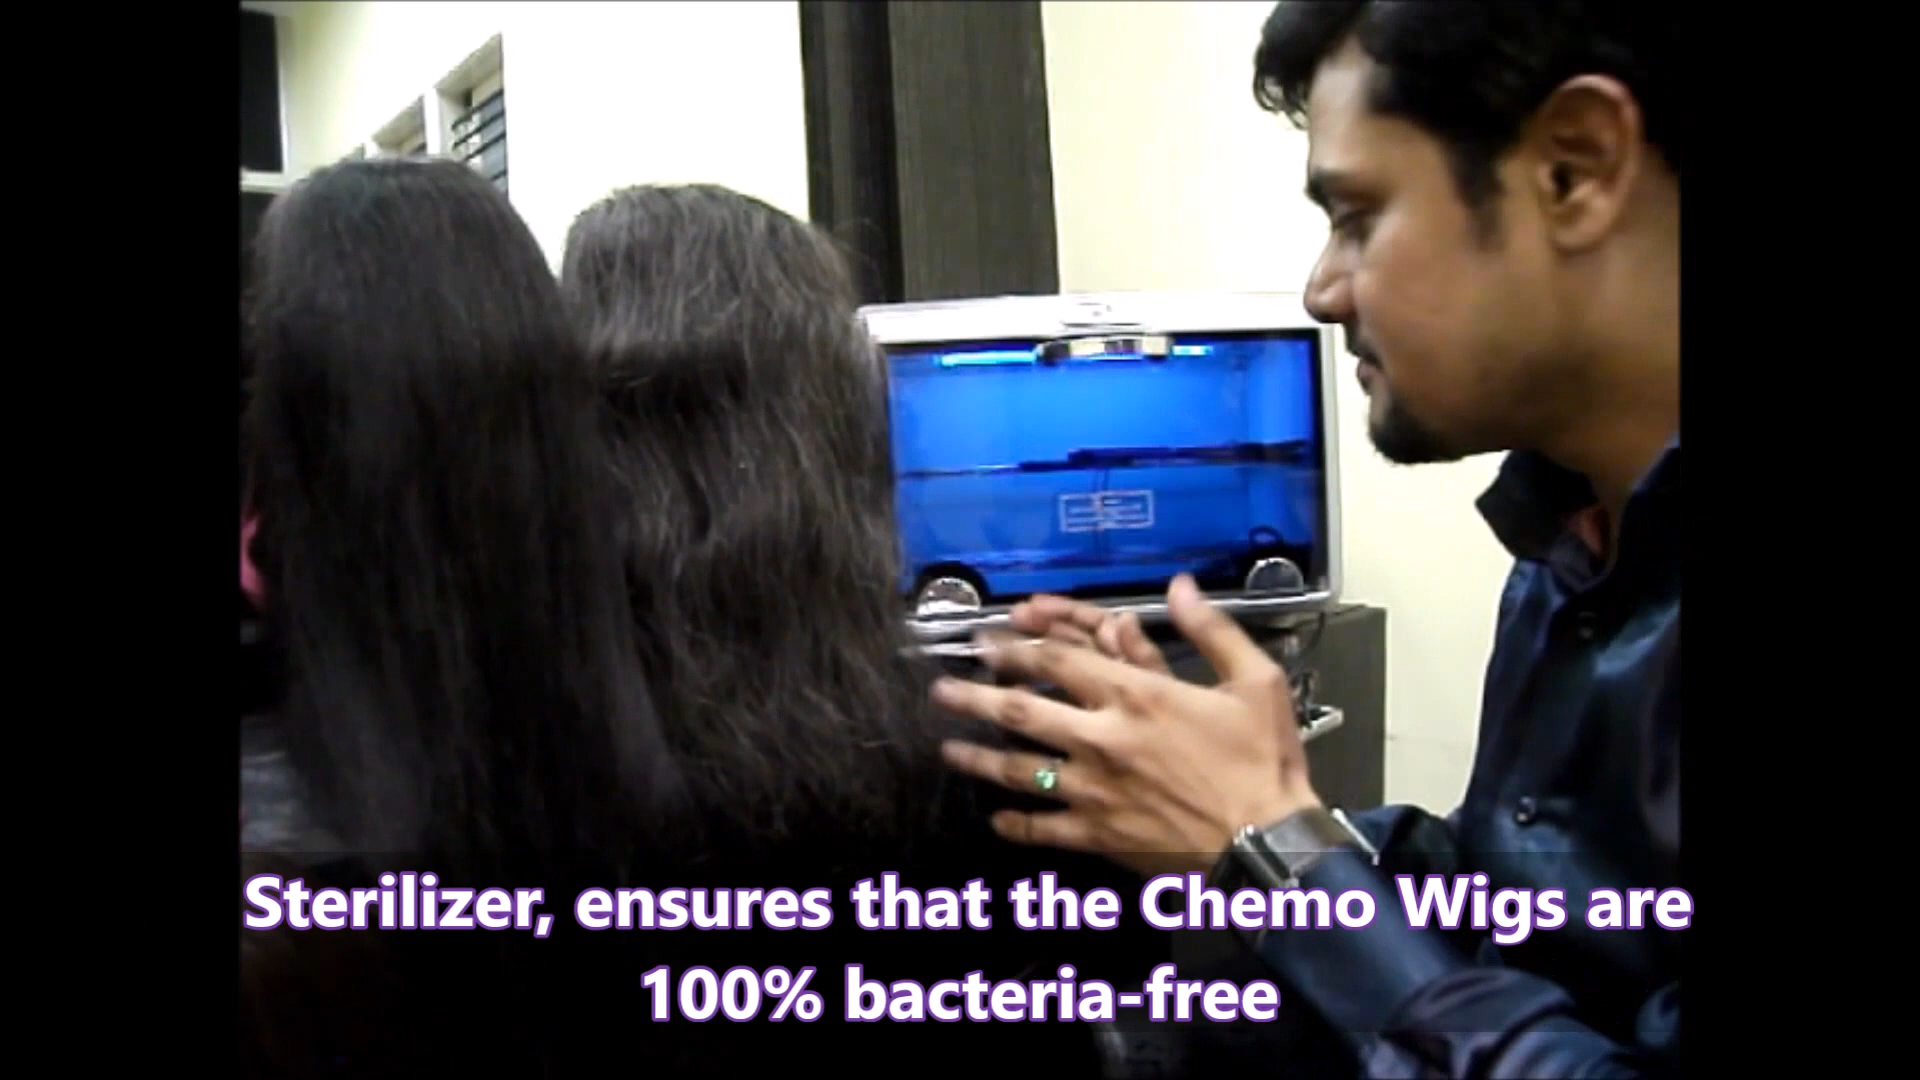 Sterilizer, ensures that the Chemo Wigs are
100% bacteria-free